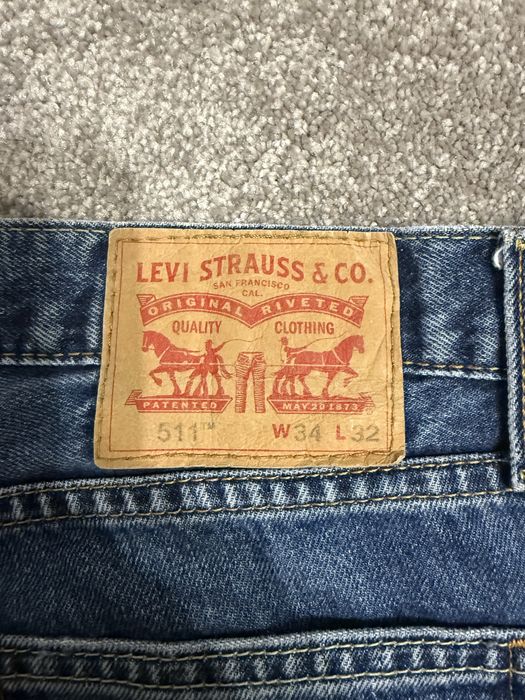 LEVI STRAUSS & CO.
SAN FRANCISCO
CAL.
ORIGINAL RIVETED
QUALITY CLOTHING
PATENTED MAY 20 1873
511™ W34 L32